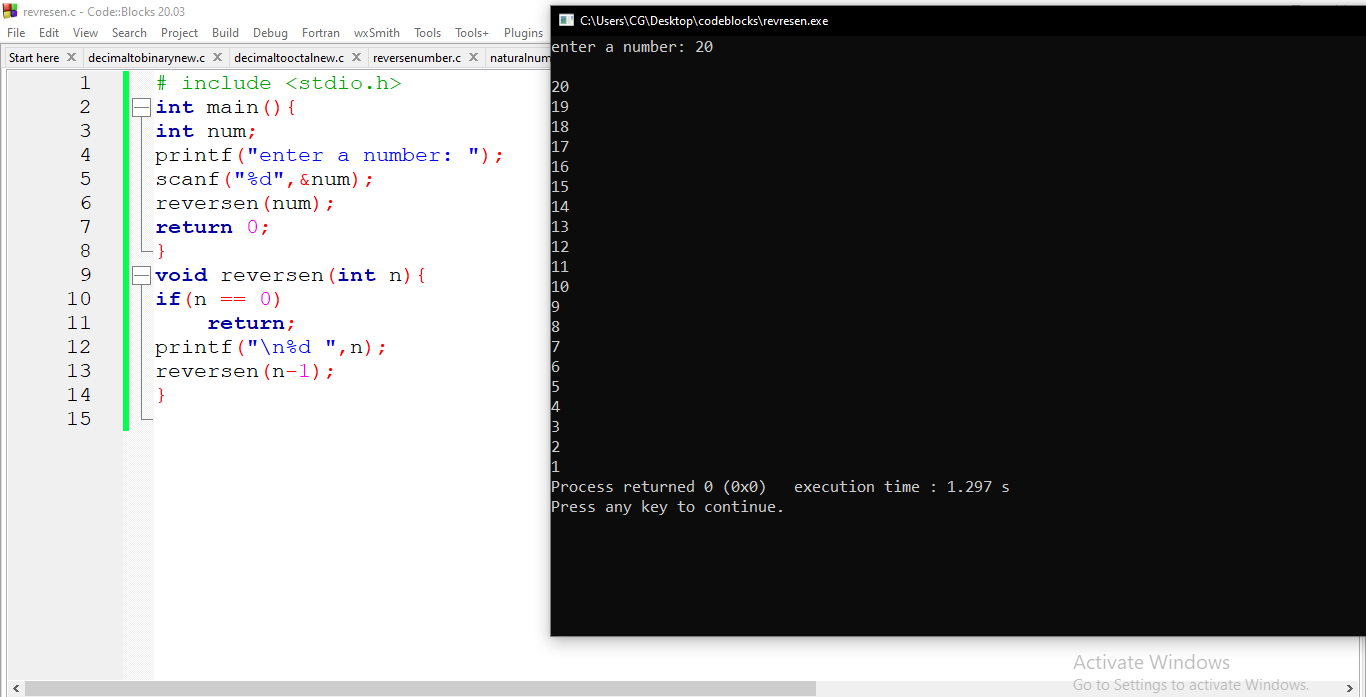 revresen.c - Code::Blocks 20.03
File Edit View Search Project Build Debug Fortran wxSmith Tools Tools+ Plugins
Start here decimaltobinarynew.c decimaltooctalnew.c reversenumber.c naturalnum
1 # include <stdio.h>
2 int main(){
3 int num;
4 printf("enter a number: ");
5 scanf("%d",&num);
6 reversen(num);
7 return 0;
8 }
9 void reversen(int n){
10 if(n == 0)
11 return;
12 printf("\n%d ",n);
13 reversen(n-1);
14 }
15
C:\Users\CG\Desktop\codeblocks\revresen.exe
enter a number: 20
20
19
18
17
16
15
14
13
12
11
10
9
8
7
6
5
4
3
2
1
Process returned 0 (0x0)   execution time : 1.297 s
Press any key to continue.
Activate Windows
Go to Settings to activate Windows.